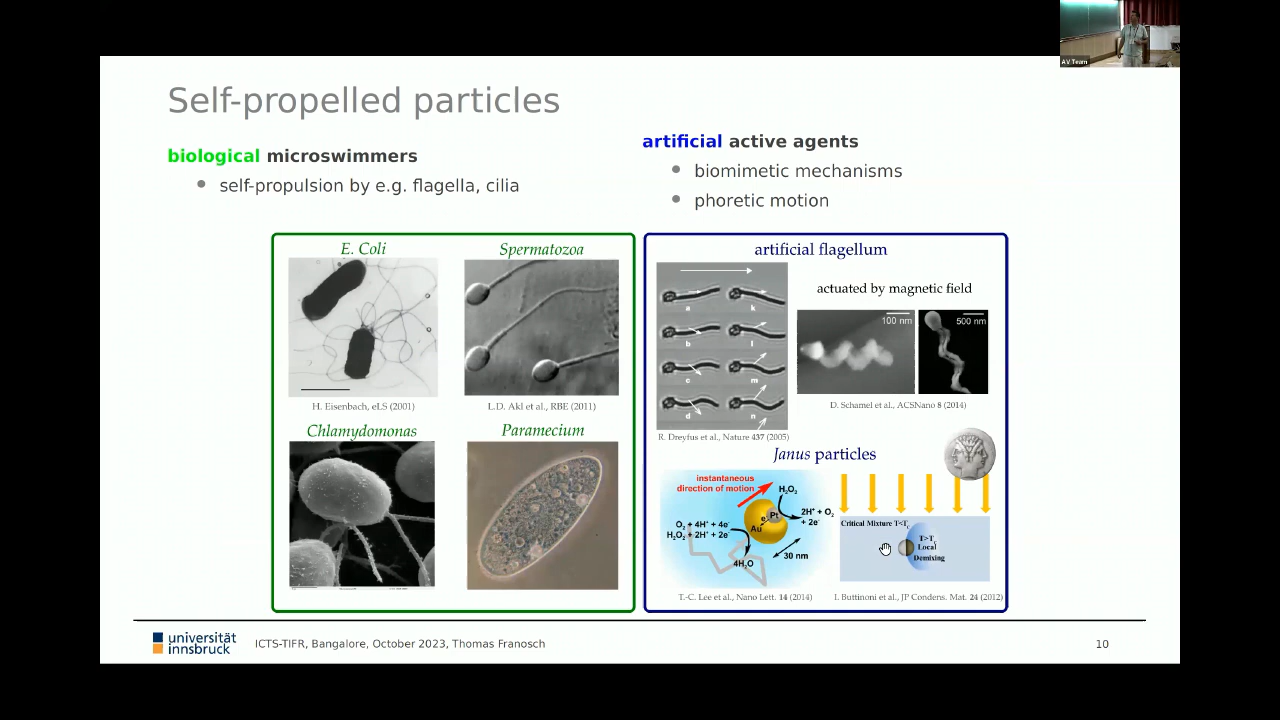 AV Team
Self-propelled particles
biological microswimmers
• self-propulsion by e.g. flagella, cilia
artificial active agents
• biomimetic mechanisms
• phoretic motion
E. Coli
Spermatozoa
H. Eisenbach, eLS (2001)
L.D. Akl et al., RBE (2011)
Chlamydomonas
Paramecium
artificial flagellum
a
k
b
l
c
m
d
n
actuated by magnetic field
100 nm
500 nm
D. Schamel et al., ACSNano 8 (2014)
R. Dreyfus et al., Nature 437 (2005)
Janus particles
instantaneous
direction of motion
H₂O₂
2H⁺ + O₂
+ 2e⁻
Pt
e⁻
Au
O₂ + 4H⁺ + 4e⁻
H₂O₂ + 2H⁺ + 2e⁻
4H₂O
30 nm
Critical Mixture T<Tc
T>Tc
Local
Demixing
T.-C. Lee et al., Nano Lett. 14 (2014)
I. Buttinoni et al., JP Condens. Mat. 24 (2012)
universität
innsbruck
ICTS-TIFR, Bangalore, October 2023, Thomas Franosch
10